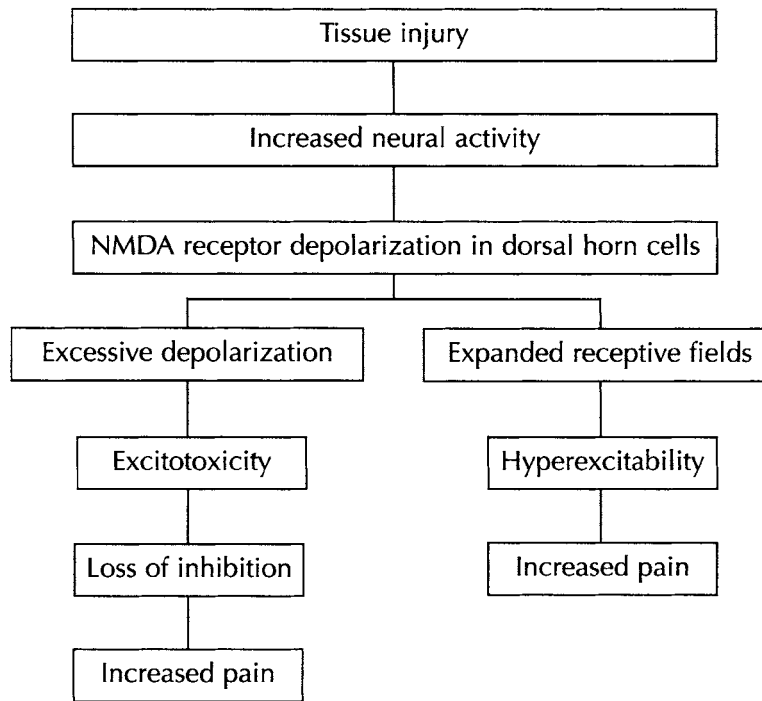 Tissue injury
Increased neural activity
NMDA receptor depolarization in dorsal horn cells
Excessive depolarization
Expanded receptive fields
Excitotoxicity
Hyperexcitability
Loss of inhibition
Increased pain
Increased pain